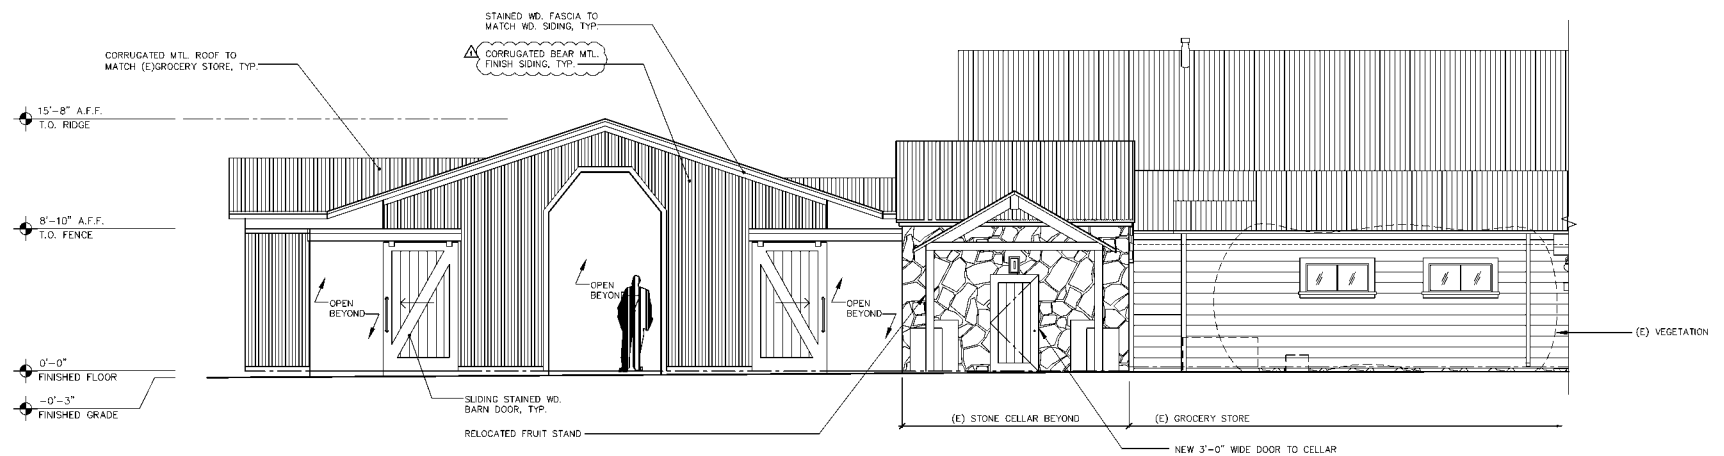 STAINED WD. FASCIA TO
MATCH WD. SIDING, TYP.
CORRUGATED MTL. ROOF TO
MATCH (E)GROCERY STORE, TYP.
1
CORRUGATED BEAR MTL.
FINISH SIDING, TYP.
15'-8" A.F.F.
T.O. RIDGE
8'-10" A.F.F.
T.O. FENCE
OPEN
BEYOND
OPEN
BEYOND
OPEN
BEYOND
(E) VEGETATION
0'-0"
FINISHED FLOOR
-0'-3"
FINISHED GRADE
SLIDING STAINED WD.
BARN DOOR, TYP.
RELOCATED FRUIT STAND
(E) STONE CELLAR BEYOND
(E) GROCERY STORE
NEW 3'-0" WIDE DOOR TO CELLAR